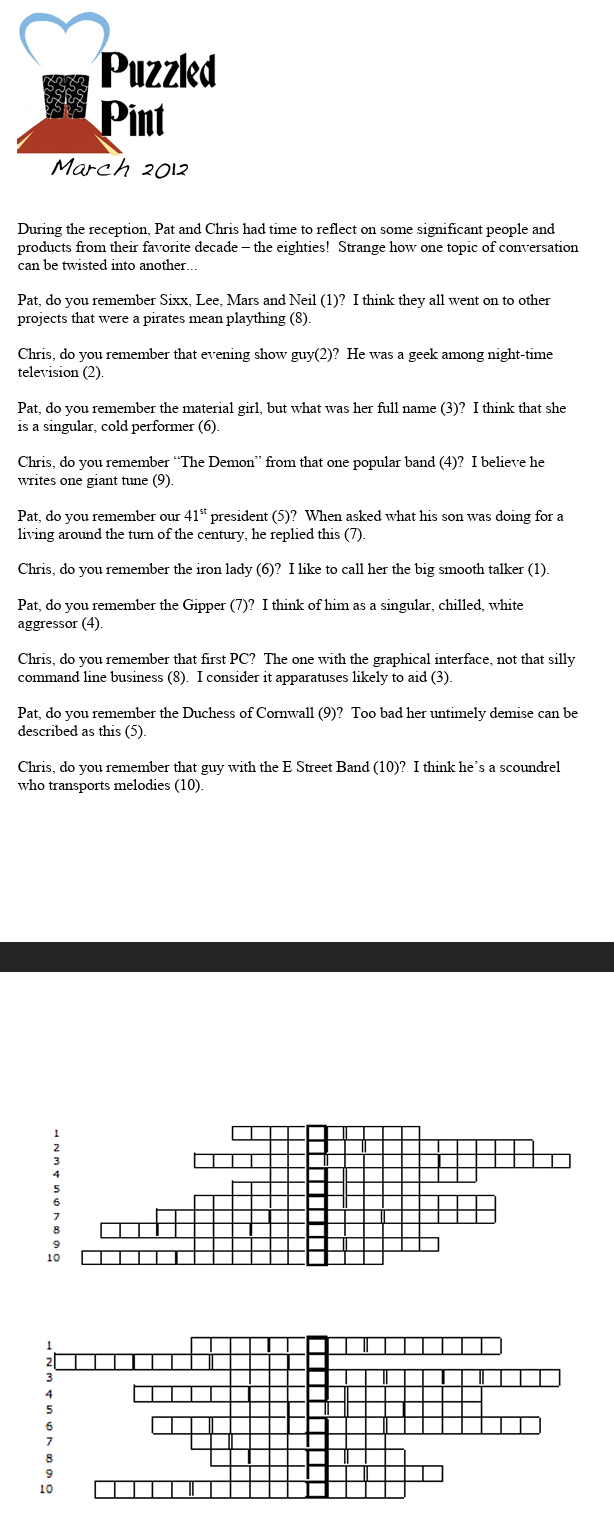 Puzzled
Pint
March 2012
During the reception, Pat and Chris had time to reflect on some significant people and
products from their favorite decade – the eighties!  Strange how one topic of conversation
can be twisted into another...
Pat, do you remember Sixx, Lee, Mars and Neil (1)?  I think they all went on to other
projects that were a pirates mean plaything (8).
Chris, do you remember that evening show guy(2)?  He was a geek among night-time
television (2).
Pat, do you remember the material girl, but what was her full name (3)?  I think that she
is a singular, cold performer (6).
Chris, do you remember “The Demon” from that one popular band (4)?  I believe he
writes one giant tune (9).
Pat, do you remember our 41st president (5)?  When asked what his son was doing for a
living around the turn of the century, he replied this (7).
Chris, do you remember the iron lady (6)?  I like to call her the big smooth talker (1).
Pat, do you remember the Gipper (7)?  I think of him as a singular, chilled, white
aggressor (4).
Chris, do you remember that first PC?  The one with the graphical interface, not that silly
command line business (8).  I consider it apparatuses likely to aid (3).
Pat, do you remember the Duchess of Cornwall (9)?  Too bad her untimely demise can be
described as this (5).
Chris, do you remember that guy with the E Street Band (10)?  I think he’s a scoundrel
who transports melodies (10).
1
2
3
4
5
6
7
8
9
10
1
2
3
4
5
6
7
8
9
10